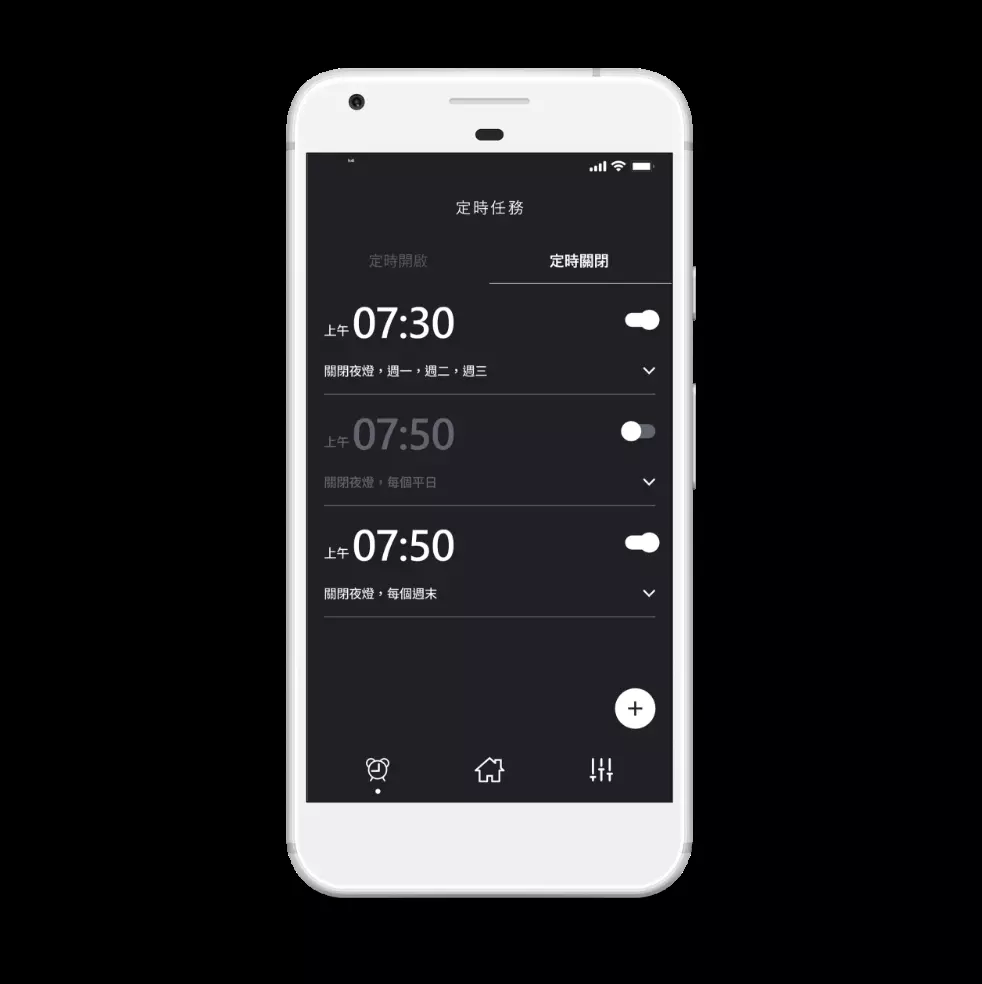 定時任務
定時開啟 定時關閉
上午 07:30
關閉夜燈，週一，週二，週三
上午 07:50
關閉夜燈，每個平日
上午 07:50
關閉夜燈，每個週末